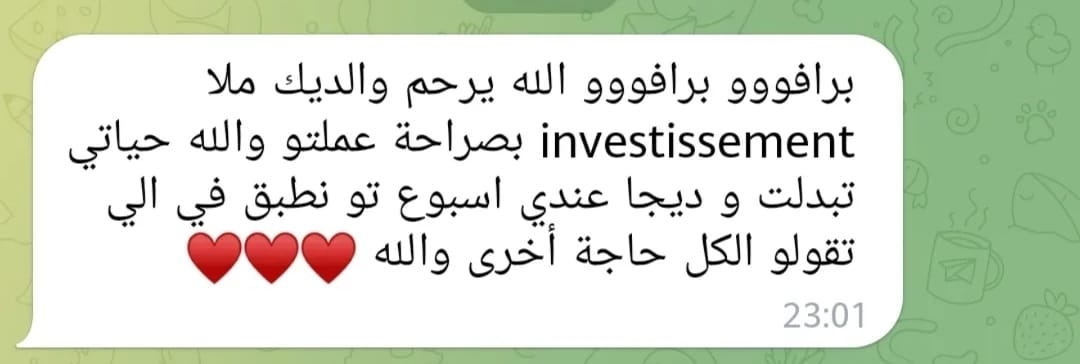 برافووو برافووو الله يرحم والديك ملا
investissement بصراحة عملتو والله حياتي
تبدلت و ديجا عندي اسبوع تو نطبق في الي
تقولو الكل حاجة أخرى والله ♥️♥️♥️
23:01